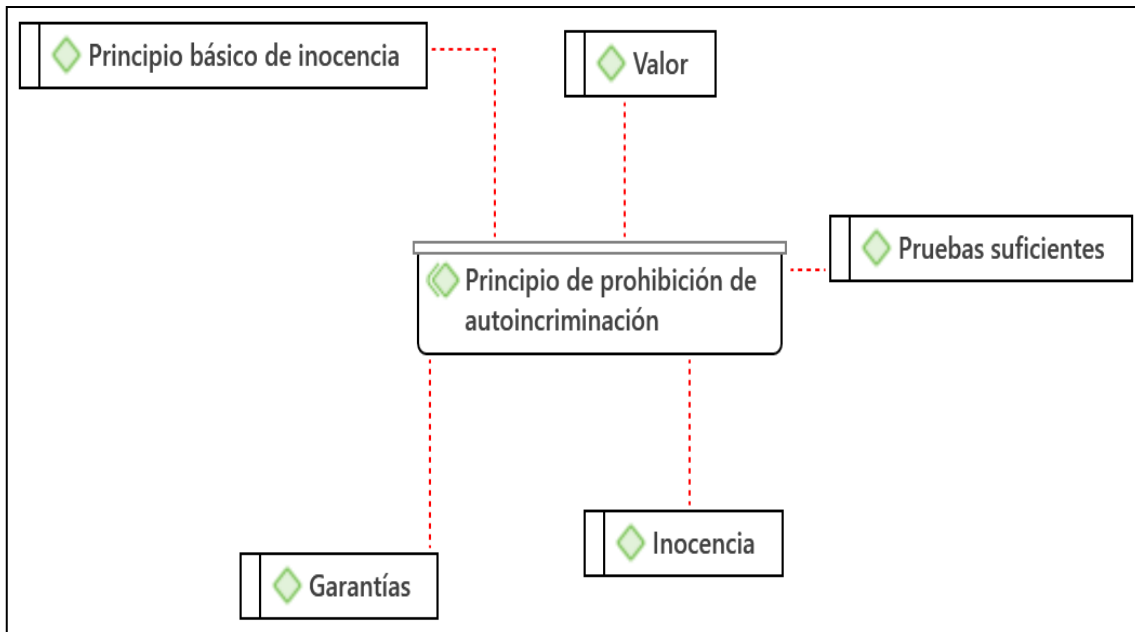 Principio básico de inocencia
Valor
Pruebas suficientes
Principio de prohibición de
autoincriminación
Inocencia
Garantías